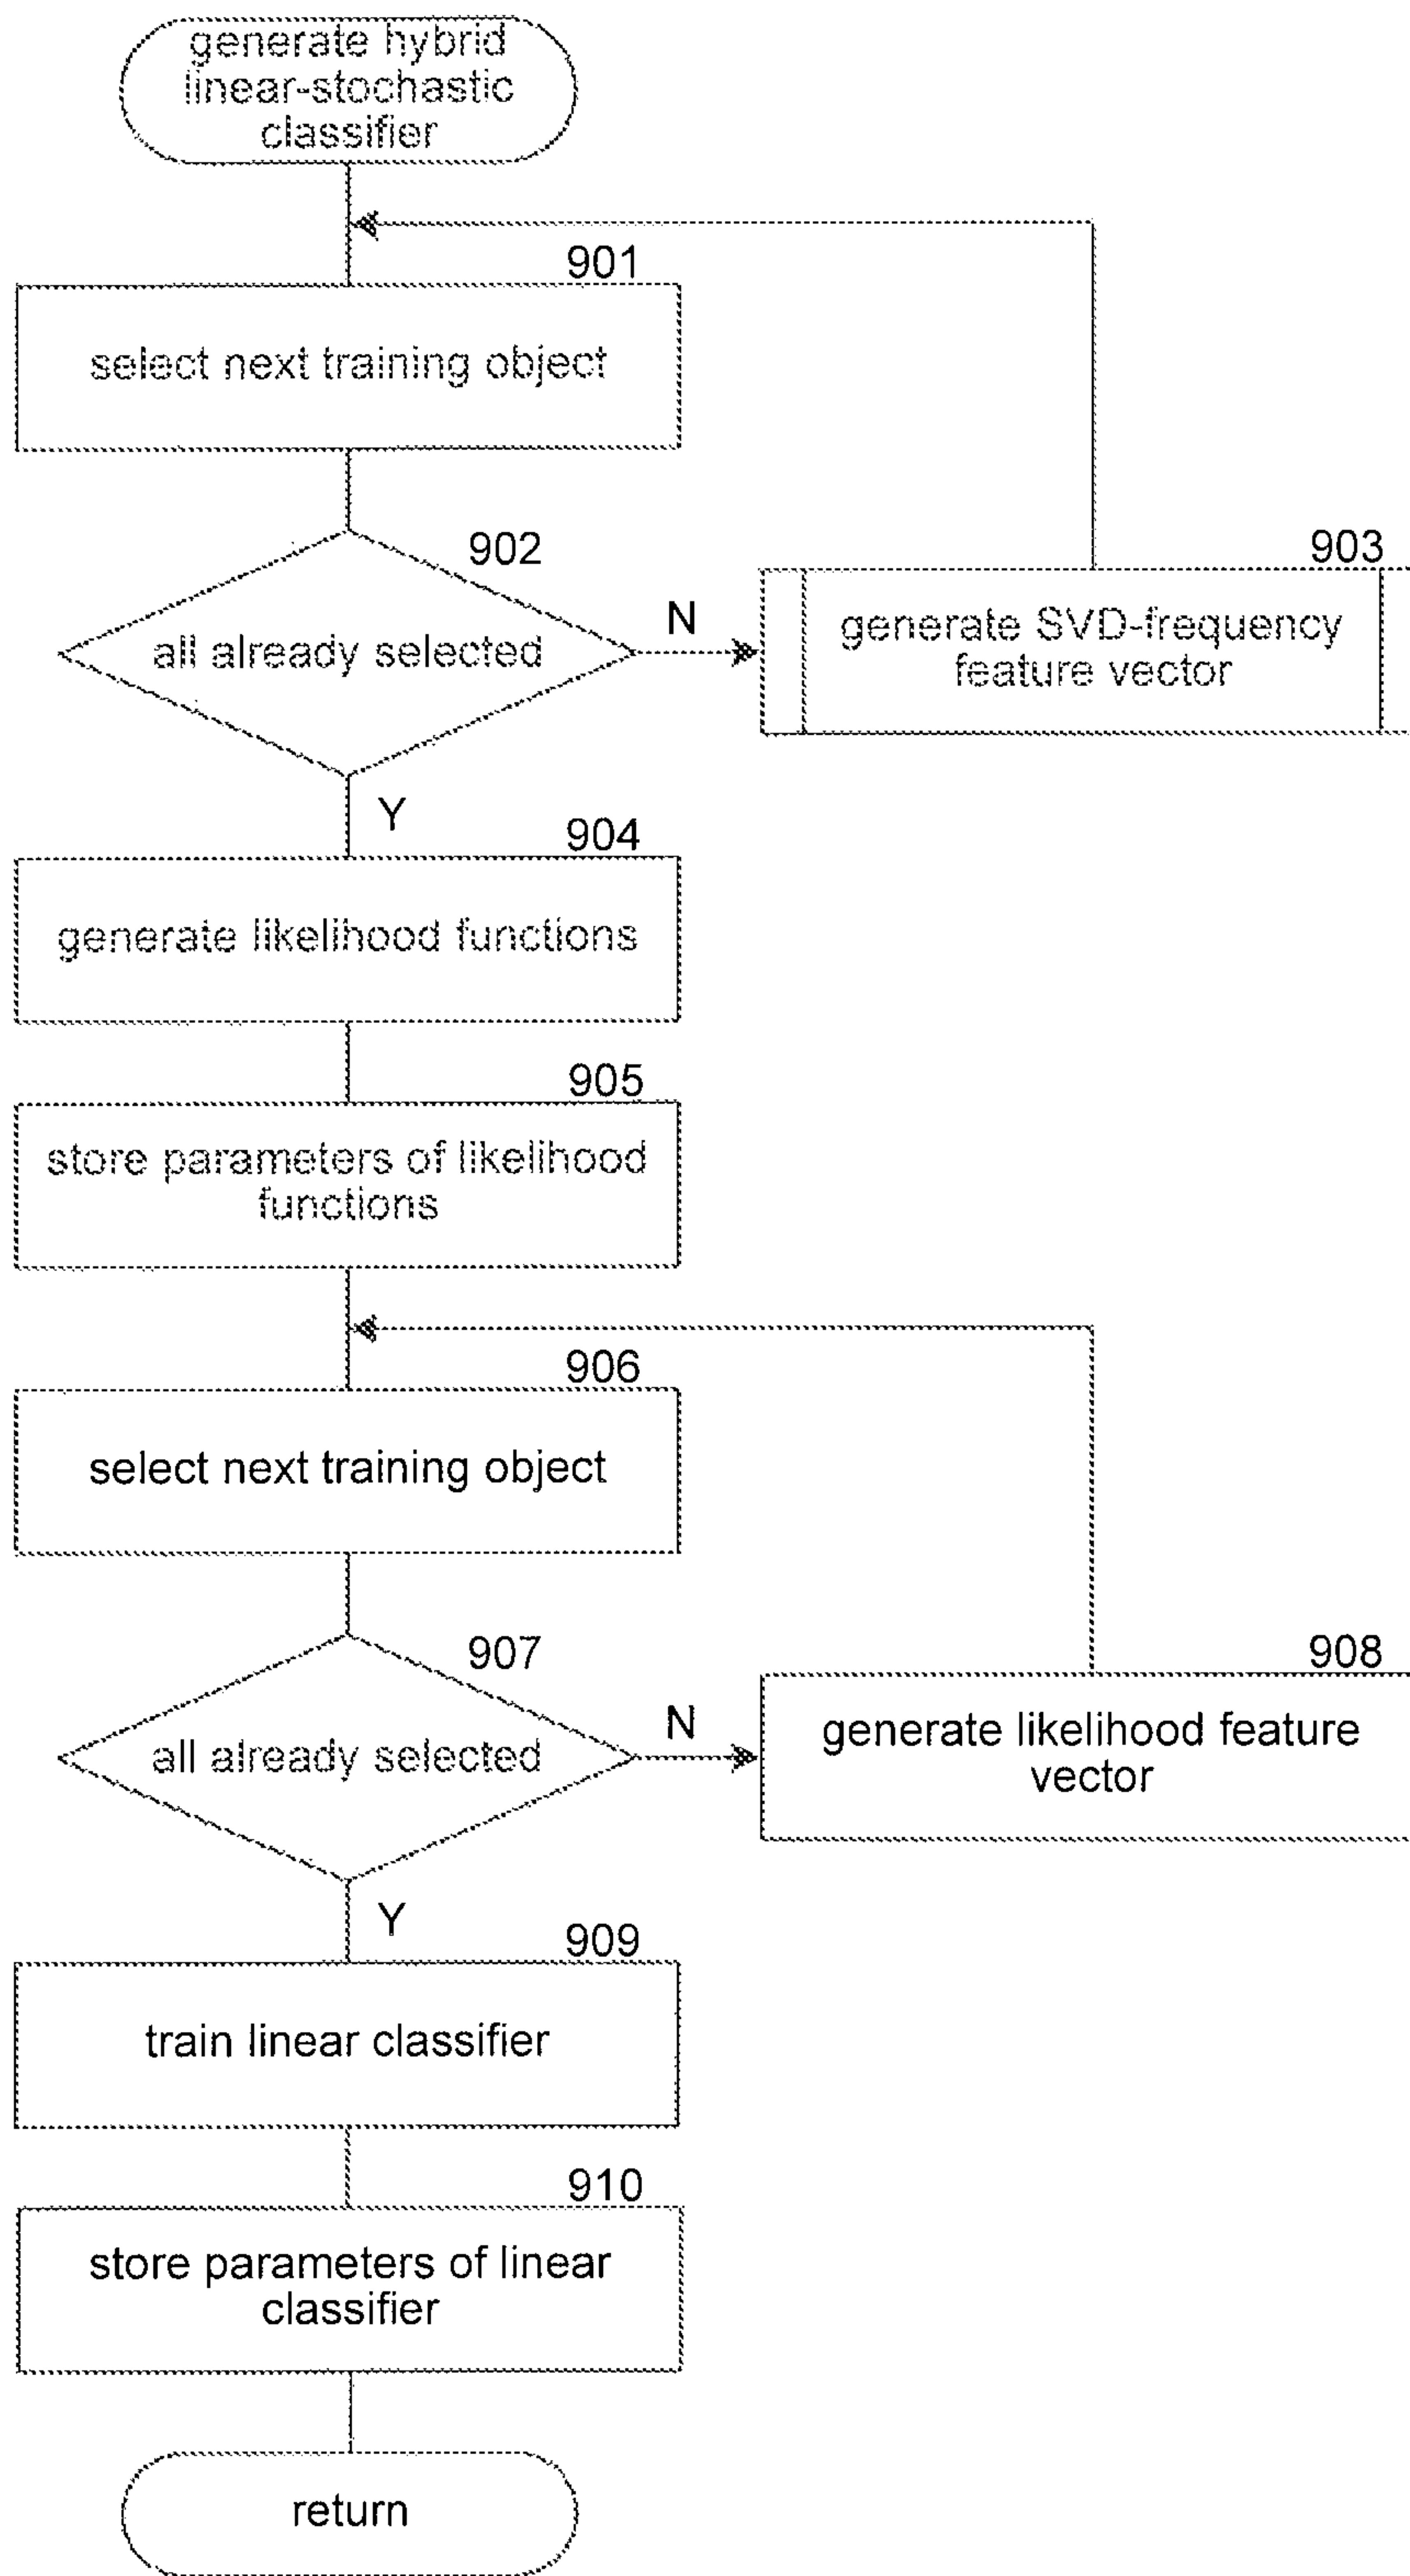 generate hybrid
linear-stochastic
classifier
901
select next training object
902
all already selected
N
903
generate SVD-frequency
feature vector
Y
904
generate likelihood functions
905
store parameters of likelihood
functions
906
select next training object
907
all already selected
N
908
generate likelihood feature
vector
Y
909
train linear classifier
910
store parameters of linear
classifier
return